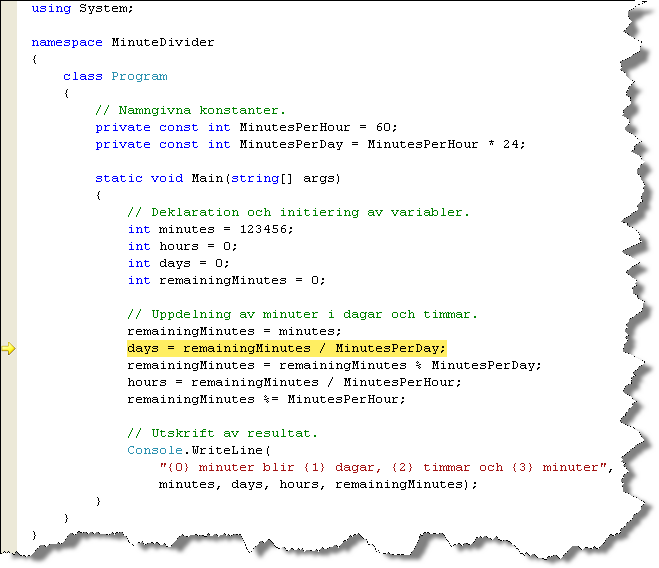 using System;
namespace MinuteDivider
{
class Program
{
// Namngivna konstanter.
private const int MinutesPerHour = 60;
private const int MinutesPerDay = MinutesPerHour * 24;
static void Main(string[] args)
{
// Deklaration och initiering av variabler.
int minutes = 123456;
int hours = 0;
int days = 0;
int remainingMinutes = 0;
// Uppdelning av minuter i dagar och timmar.
remainingMinutes = minutes;
days = remainingMinutes / MinutesPerDay;
remainingMinutes = remainingMinutes % MinutesPerDay;
hours = remainingMinutes / MinutesPerHour;
remainingMinutes %= MinutesPerHour;
// Utskrift av resultat.
Console.WriteLine(
"{0} minuter blir {1} dagar, {2} timmar och {3} minuter",
minutes, days, hours, remainingMinutes);
}
}
}